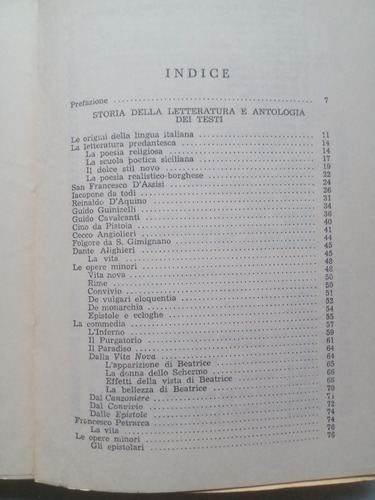 INDICE
Prefazione . . . . . . . . . . 7
STORIA DELLA LETTERATURA E ANTOLOGIA
DEI TESTI
Le origini della lingua italiana . . . . . . 11
La letteratura predantesca . . . . . . 14
La poesia religiosa . . . . . . 14
La scuola poetica siciliana . . . . . . 17
Il dolce stil novo . . . . . . 19
La poesia realistico-borghese . . . . . . 22
San Francesco D'Assisi . . . . . . 24
Iacopone da todi . . . . . . 26
Reinaldo D'Aquino . . . . . . 31
Guido Guinizelli . . . . . . 34
Guido Cavalcanti . . . . . . 36
Cino da Pistoia . . . . . . 40
Cecco Angiolieri . . . . . . 41
Folgore da S. Gimignano . . . . . . 44
Dante Alighieri . . . . . . 45
La vita . . . . . . 45
Le opere minori . . . . . . 48
Vita nova . . . . . . 48
Rime . . . . . . 50
Convivio . . . . . . 50
De vulgari eloquentia . . . . . . 51
De monarchia . . . . . . 52
Epistole e ecloghe . . . . . . 54
La commedia . . . . . . 57
L'Inferno . . . . . . 59
Il Purgatorio . . . . . . 61
Il Paradiso . . . . . . 64
Dalla Vita Nova . . . . . . 64
L'apparizione di Beatrice . . . . . . 65
La donna dello Schermo . . . . . . 66
Effetti della vista di Beatrice . . . . . . 66
La bellezza di Beatrice . . . . . . 70
Dal Canzoniere . . . . . . 71
Dal Convivio . . . . . . 72
Dalle Epistole . . . . . . 74
Francesco Petrarca . . . . . . 76
La vita . . . . . . 76
Le opere minori . . . . . . 76
Gli epistolari . . . . . .